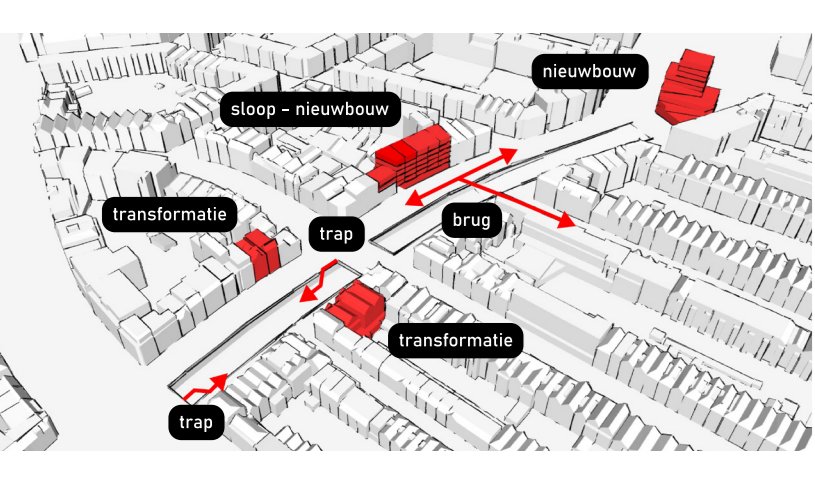 nieuwbouw
sloop – nieuwbouw
transformatie
trap
brug
transformatie
trap